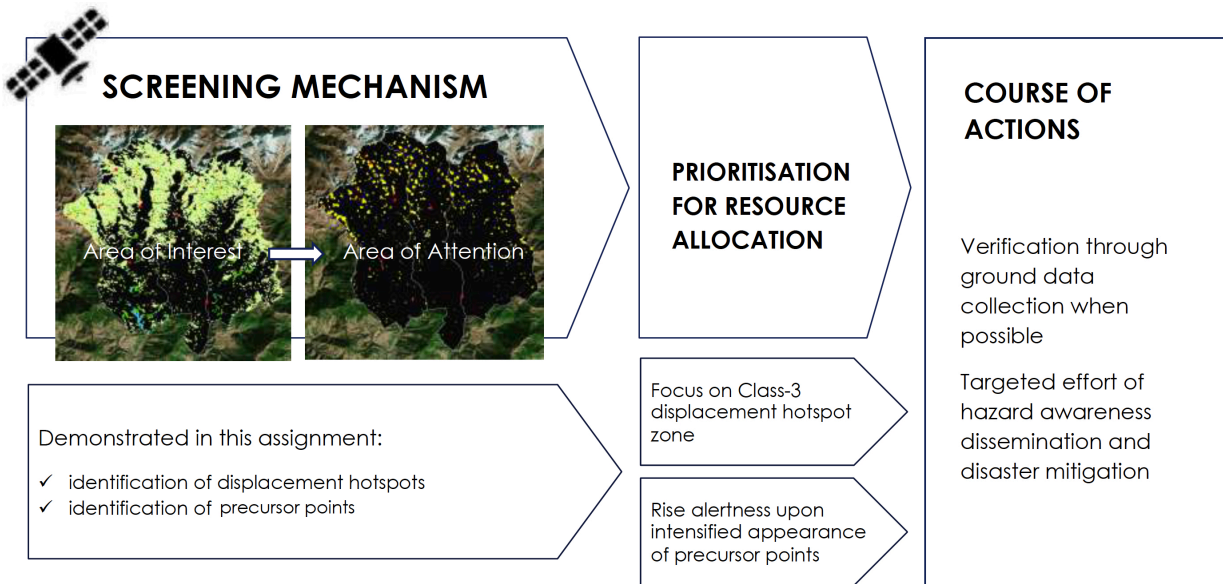 SCREENING MECHANISM
Area of Interest
Area of Attention
Demonstrated in this assignment:
✓ identification of displacement hotspots
✓ identification of precursor points
PRIORITISATION
FOR RESOURCE
ALLOCATION
Focus on Class-3
displacement hotspot
zone
Rise alertness upon
intensified appearance
of precursor points
COURSE OF
ACTIONS
Verification through
ground data
collection when
possible
Targeted effort of
hazard awareness
dissemination and
disaster mitigation